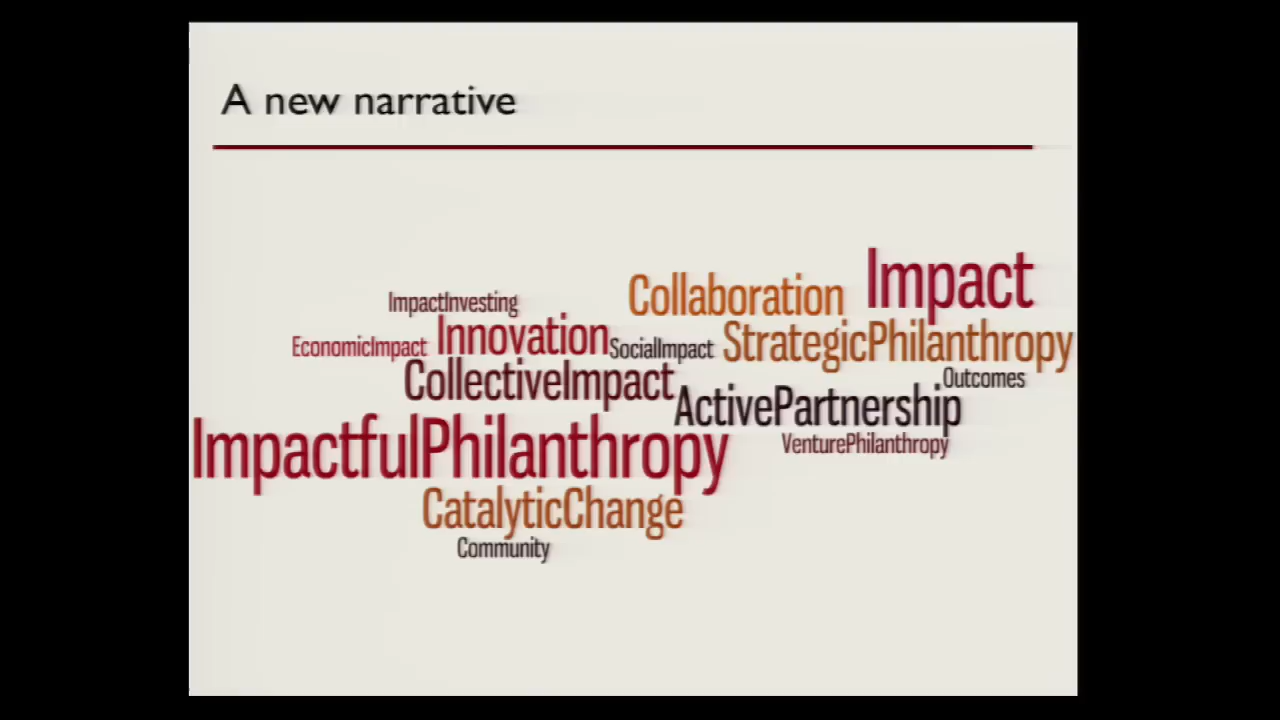 A new narrative
Impact
Collaboration
ImpactInvesting
Innovation
StrategicPhilanthropy
EconomicImpact
SocialImpact
CollectiveImpact
Outcomes
ActivePartnership
ImpactfulPhilanthropy
VenturePhilanthropy
CatalyticChange
Community